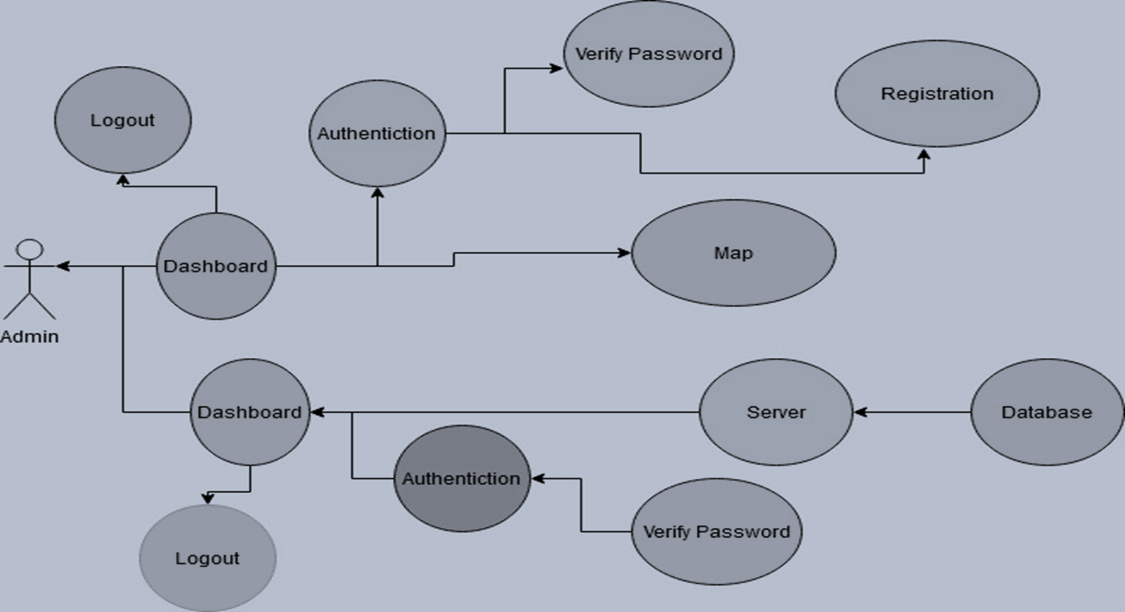 Verify Password
Registration
Logout
Authentiction
Dashboard
Map
Admin
Dashboard
Server
Database
Authentiction
Verify Password
Logout